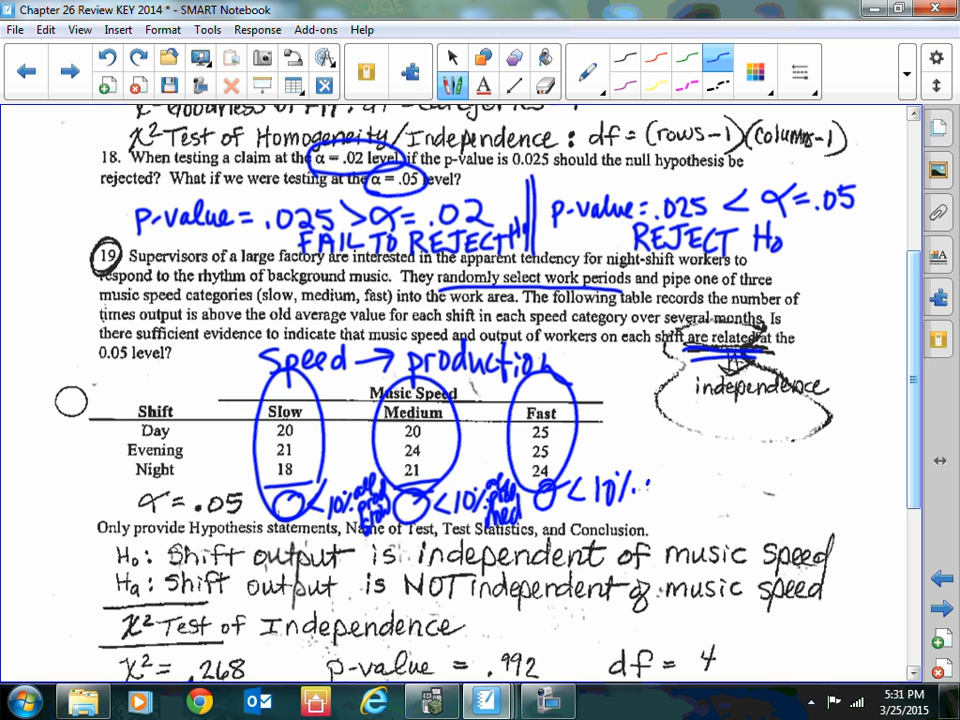 Chapter 26 Review KEY 2014 * - SMART Notebook
File Edit View Insert Format Tools Response Add-ons Help
χ² Test of Homogeneity/Independence : df = (rows-1)(columns-1)
18. When testing a claim at the α = .02 level, if the p-value is 0.025 should the null hypothesis be
rejected? What if we were testing at the α = .05 level?
p-value = .025 > α = .02
FAIL TO REJECT H₀
p-value = .025 < α = .05
REJECT H₀
19. Supervisors of a large factory are interested in the apparent tendency for night-shift workers to
respond to the rhythm of background music. They randomly select work periods and pipe one of three
music speed categories (slow, medium, fast) into the work area. The following table records the number of
times output is above the old average value for each shift in each speed category over several months. Is
there sufficient evidence to indicate that music speed and output of workers on each shift are related at the
0.05 level?
Speed → production
independence
Music Speed
Shift Slow Medium Fast
Day 20 20 25
Evening 21 24 25
Night 18 21 24
α = .05
< 10% all
< 10%
< 10%
Only provide Hypothesis statements, Name of Test, Test Statistics, and Conclusion.
H₀ : Shift output is independent of music speed
Hₐ : Shift output is NOT independent of music speed
χ² Test of Independence
χ² = .268 p-value = .992 df = 4
5:31 PM
3/25/2015